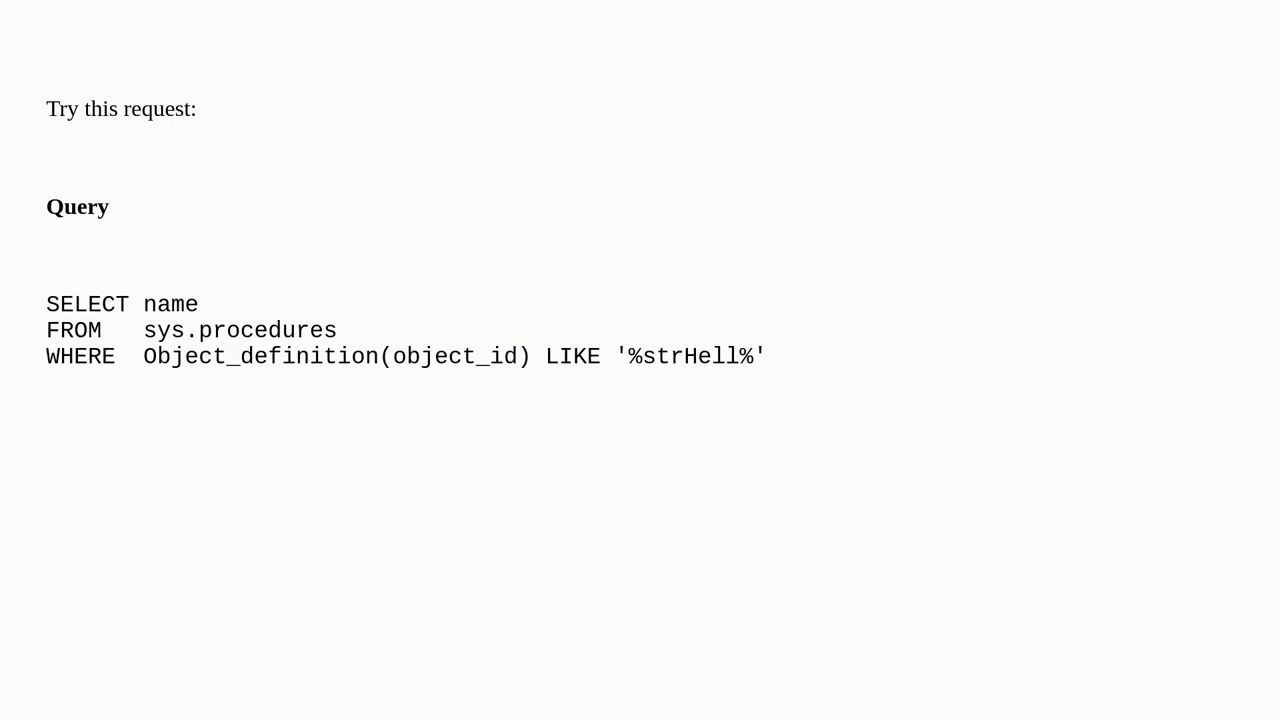 Try this request:
Query
SELECT name
FROM   sys.procedures
WHERE  Object_definition(object_id) LIKE '%strHell%'